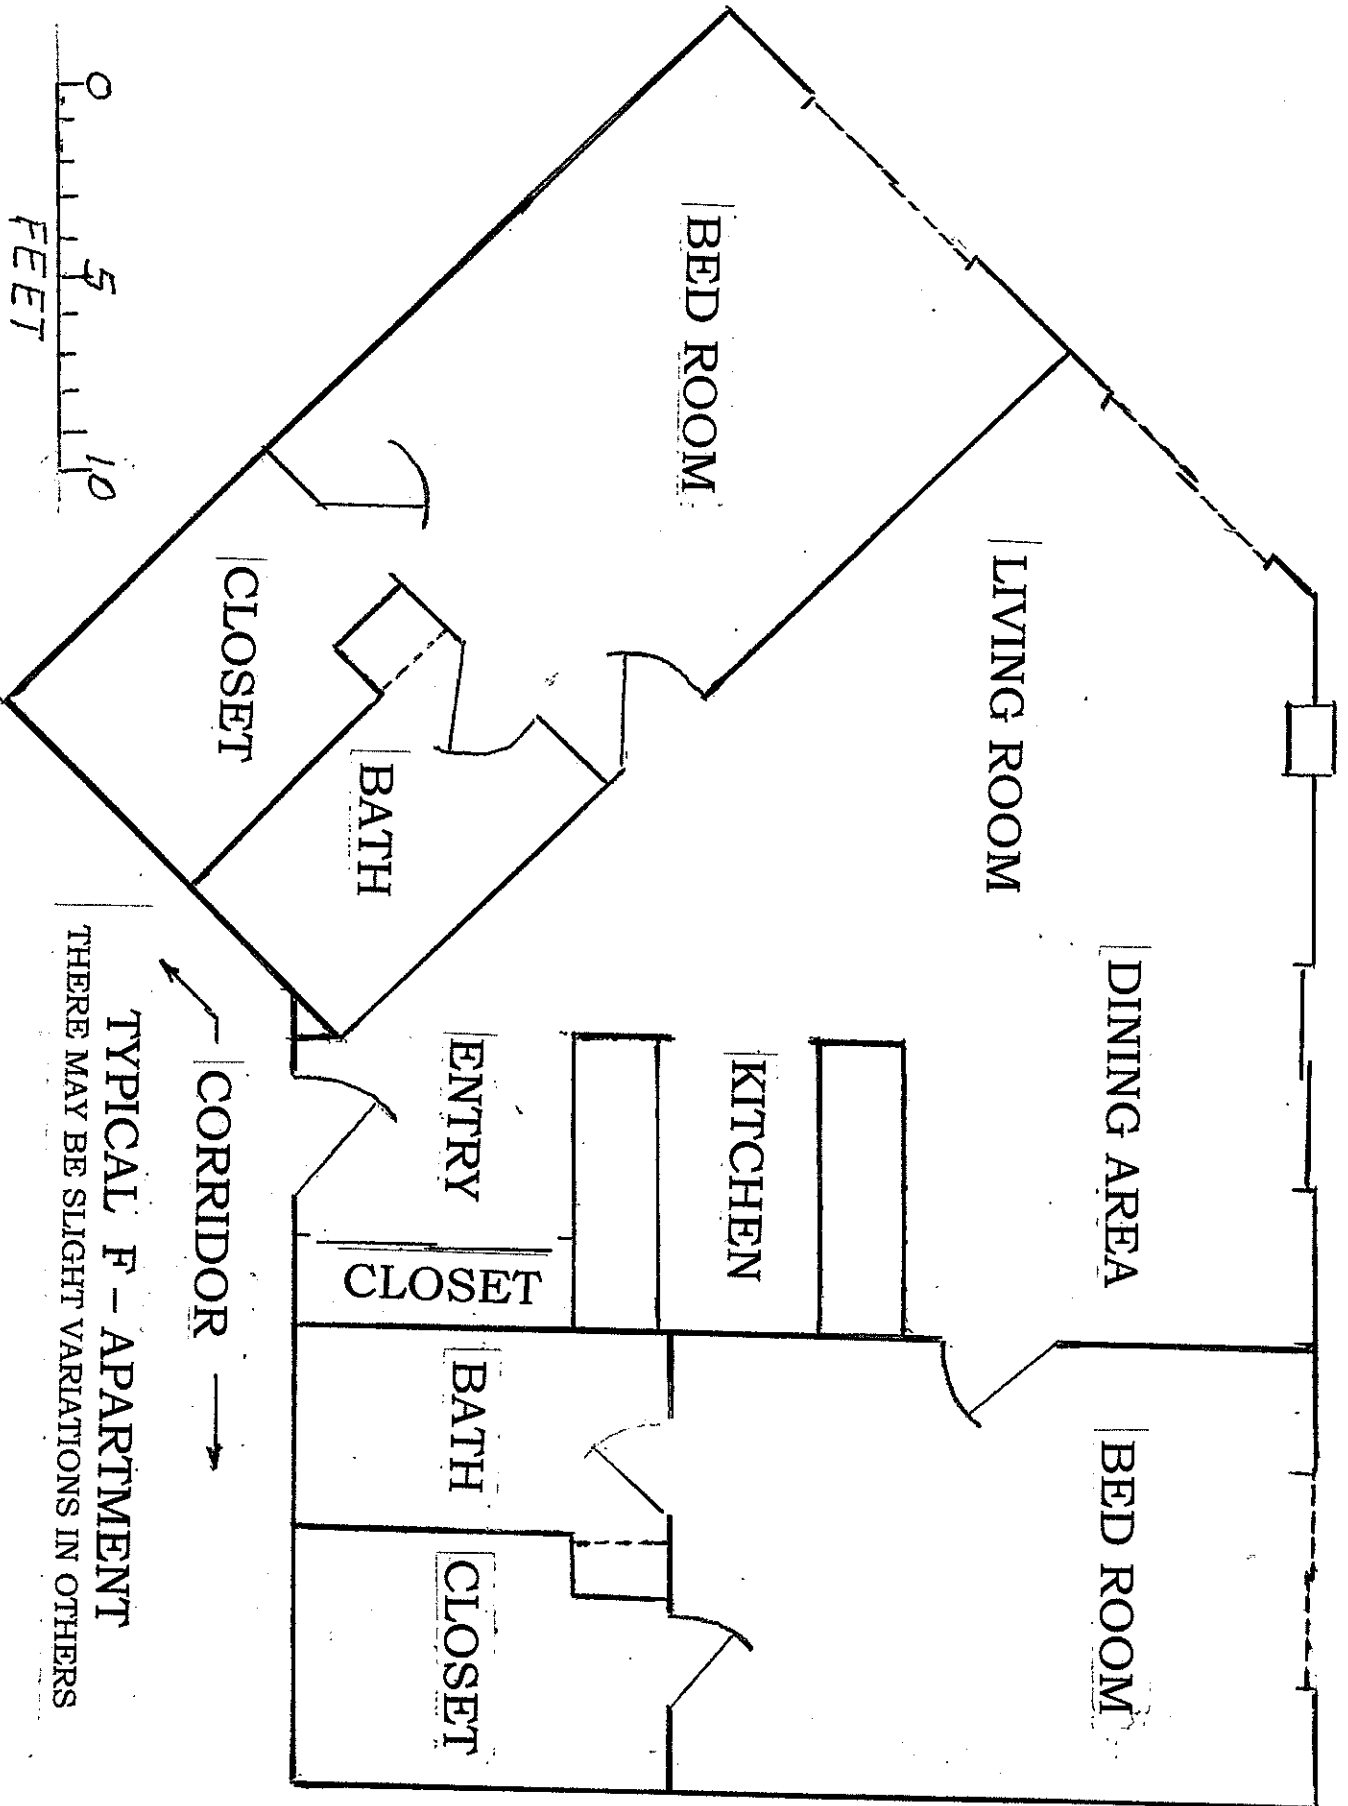 BED ROOM
LIVING ROOM
DINING AREA
BED ROOM
CLOSET
BATH
ENTRY
KITCHEN
CLOSET
BATH
CLOSET
CORRIDOR
TYPICAL F - APARTMENT
THERE MAY BE SLIGHT VARIATIONS IN OTHERS
0 5 10
FEET